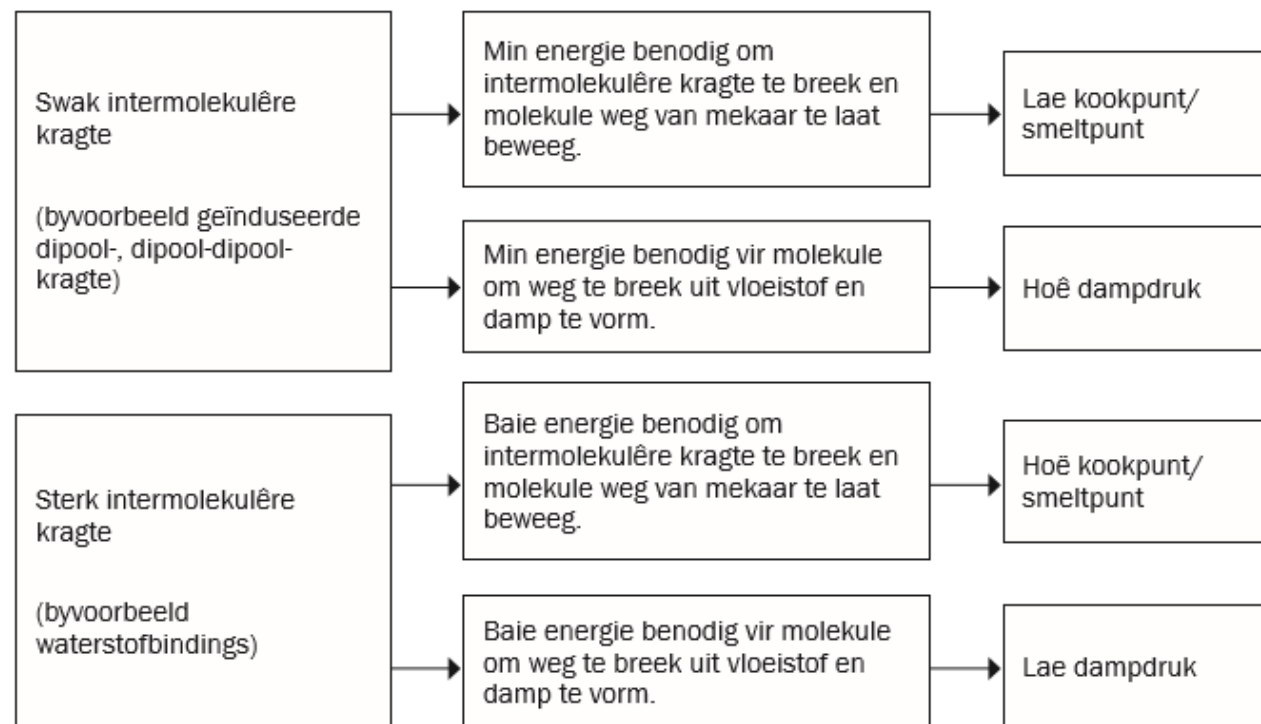 Swak intermolekulêre
kragte
(byvoorbeeld geïnduseerde
dipool-, dipool-dipool-
kragte)
Min energie benodig om
intermolekulêre kragte te breek en
molekule weg van mekaar te laat
beweeg.
Lae kookpunt/
smeltpunt
Min energie benodig vir molekule
om weg te breek uit vloeistof en
damp te vorm.
Hoê dampdruk
Sterk intermolekulêre
kragte
(byvoorbeeld
waterstofbindings)
Baie energie benodig om
intermolekulêre kragte te breek en
molekule weg van mekaar te laat
beweeg.
Hoë kookpunt/
smeltpunt
Baie energie benodig vir molekule
om weg te breek uit vloeistof en
damp te vorm.
Lae dampdruk